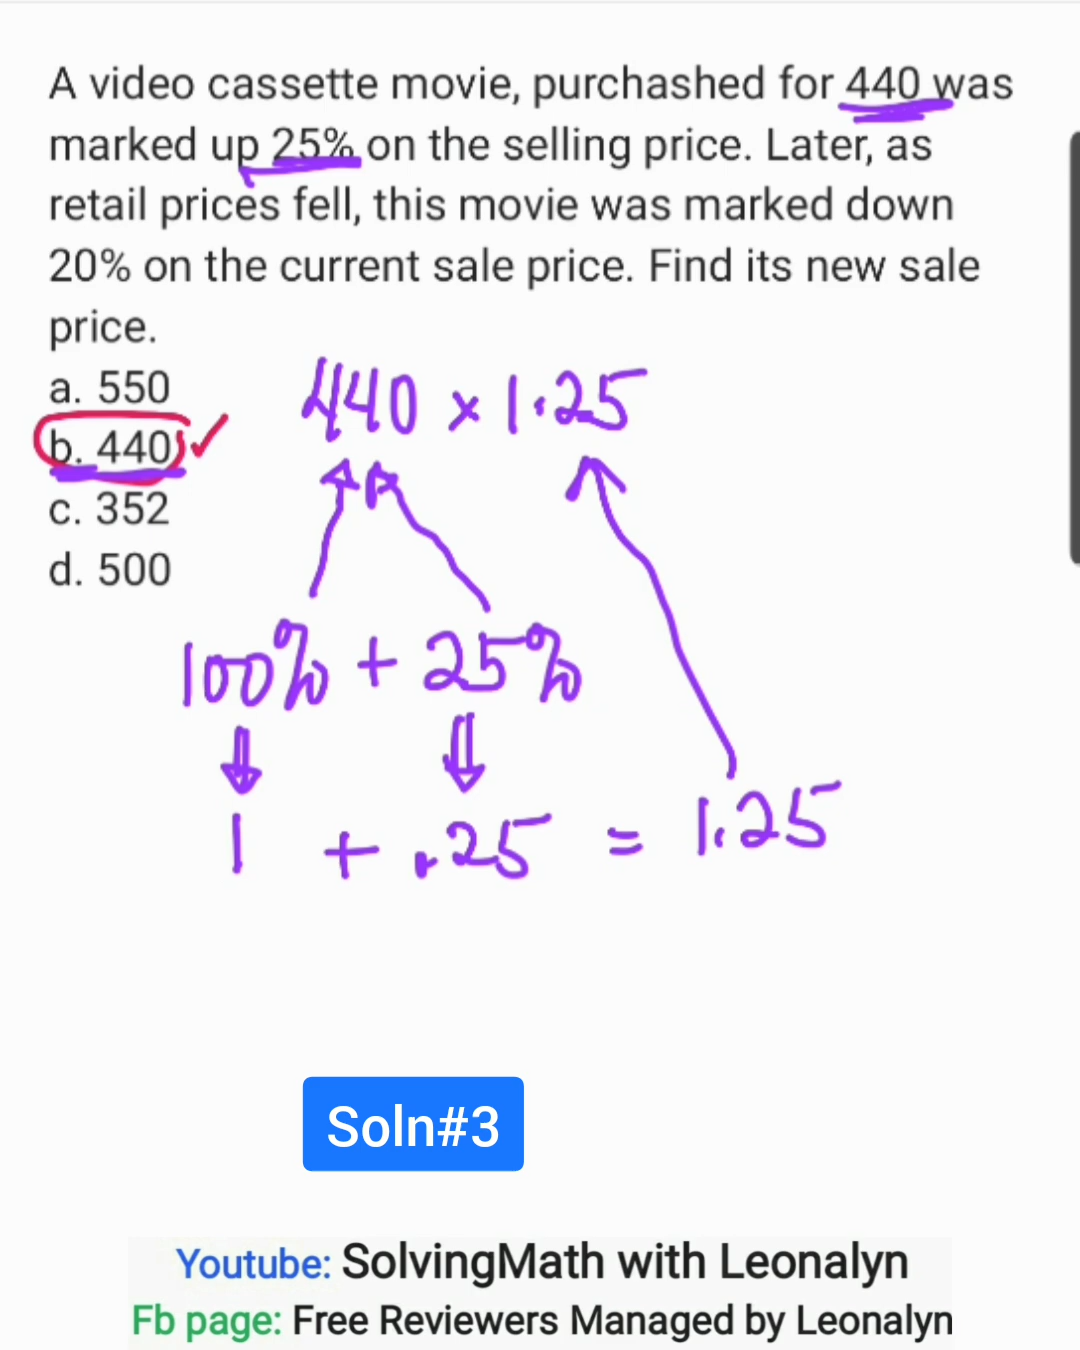 A video cassette movie, purchashed for 440 was
marked up 25% on the selling price. Later, as
retail prices fell, this movie was marked down
20% on the current sale price. Find its new sale
price.
a. 550
b. 440
c. 352
d. 500
440 x 1.25
100% + 25%
1 + .25 = 1.25
Soln#3
Youtube: SolvingMath with Leonalyn
Fb page: Free Reviewers Managed by Leonalyn